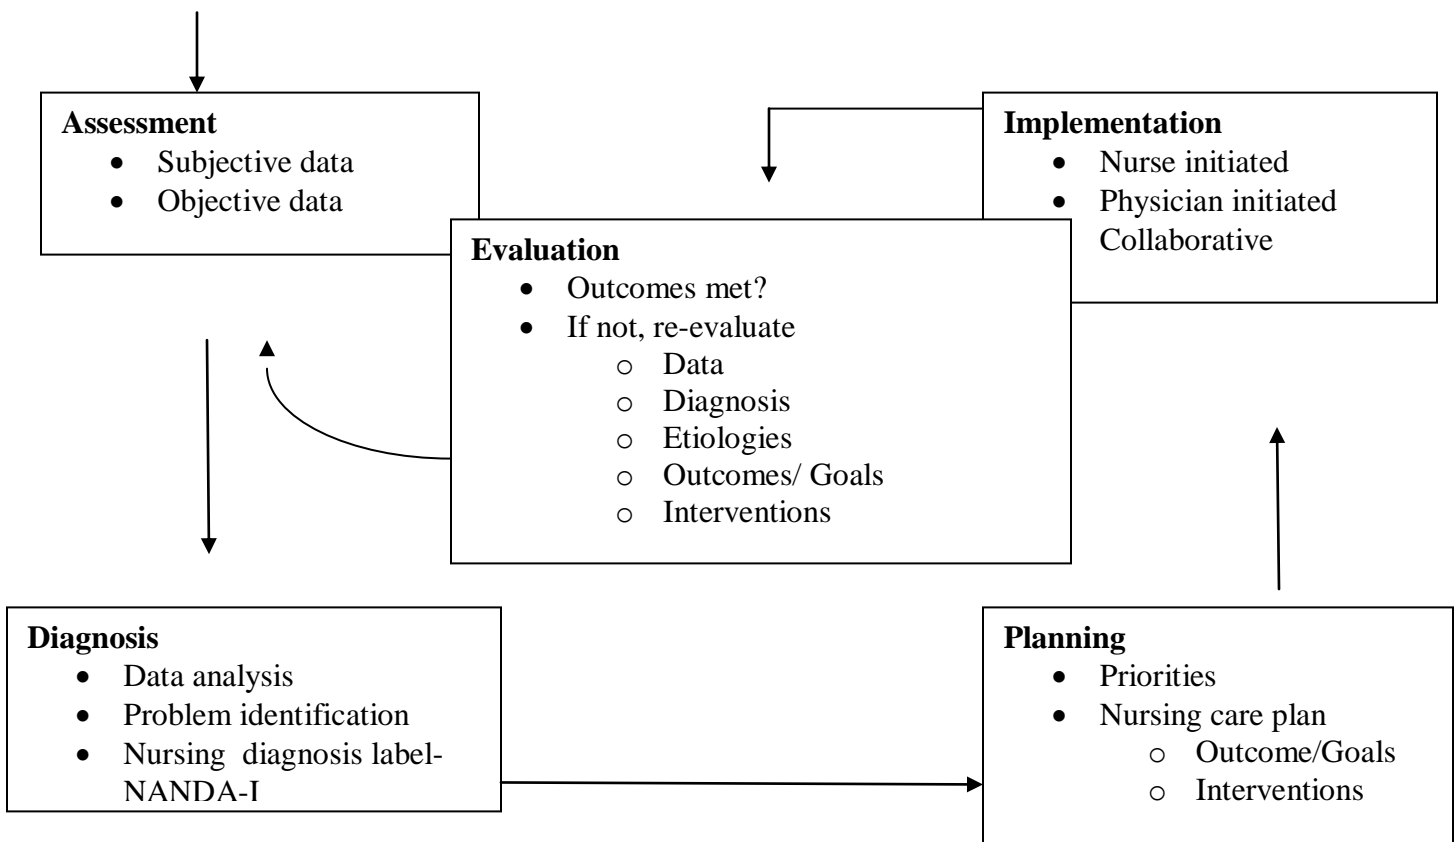 Assessment
• Subjective data
• Objective data
Implementation
• Nurse initiated
• Physician initiated
Collaborative
Evaluation
• Outcomes met?
• If not, re-evaluate
o Data
o Diagnosis
o Etiologies
o Outcomes/ Goals
o Interventions
Diagnosis
• Data analysis
• Problem identification
• Nursing diagnosis label-
NANDA-I
Planning
• Priorities
• Nursing care plan
o Outcome/Goals
o Interventions